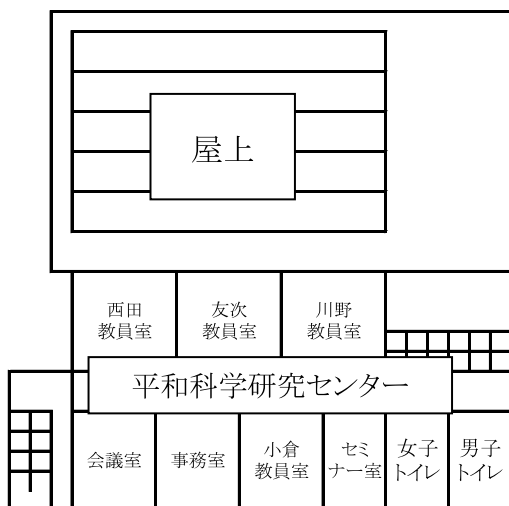 屋上
西田
教員室
友次
教員室
川野
教員室
平和科学研究センター
会議室
事務室
小倉
教員室
セミ
ナー室
女子
トイレ
男子
トイレ